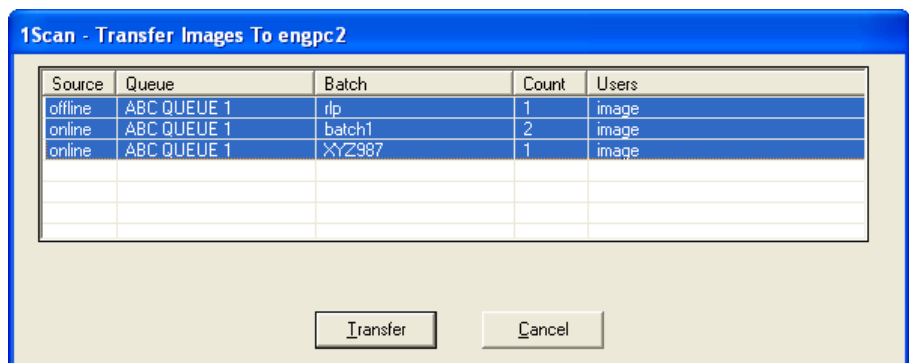 1Scan - Transfer Images To engpc2
Source Queue Batch Count Users
offline ABC QUEUE 1 rlp 1 image
online ABC QUEUE 1 batch1 2 image
online ABC QUEUE 1 XYZ987 1 image
Transfer Cancel